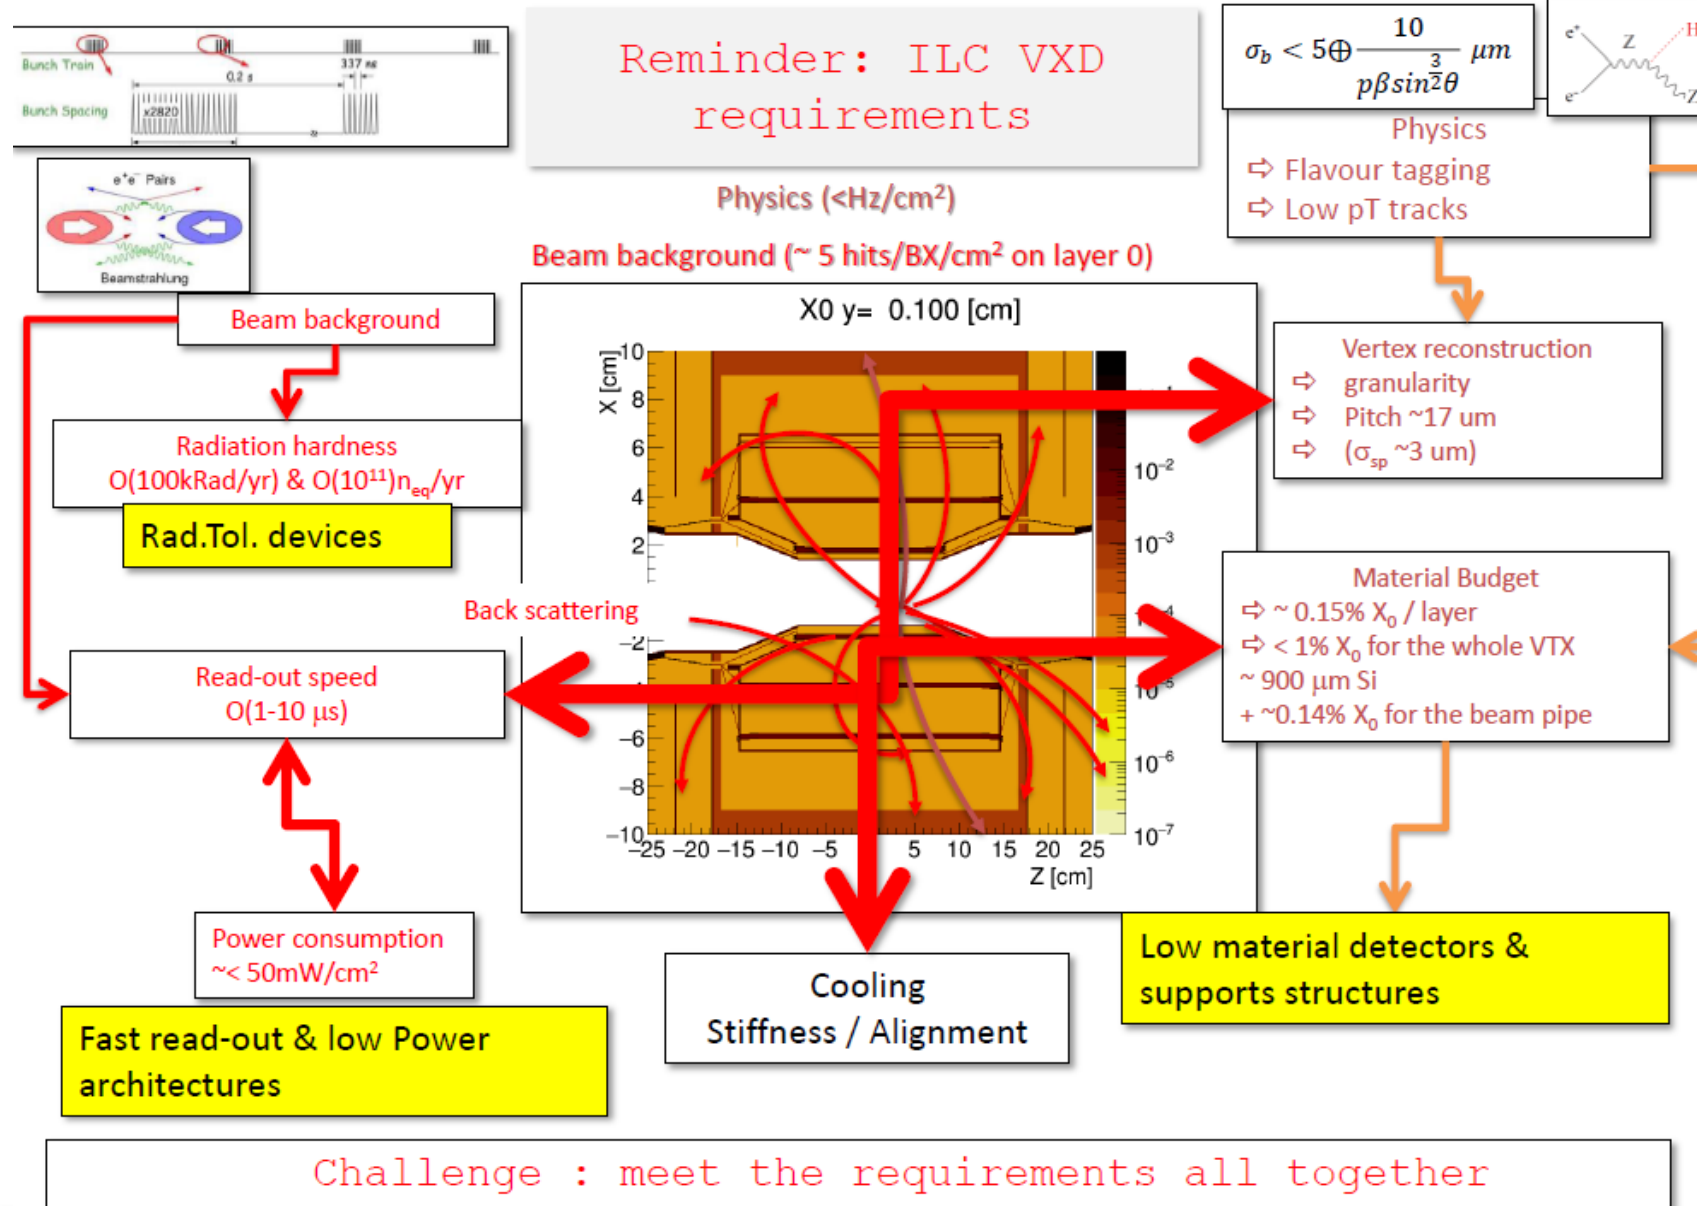 Bunch Train
337 ns
0.2 s
Bunch Spacing
x2820
Reminder: ILC VXD
requirements
σb < 5⊕ 10 / pβsin^3/2θ μm
e+
Z
H
e−
Z
Physics
⇨ Flavour tagging
⇨ Low pT tracks
e+e− Pairs
Beamstrahlung
Physics (<Hz/cm²)
Beam background (~ 5 hits/BX/cm² on layer 0)
Beam background
Radiation hardness
O(100kRad/yr) & O(10¹¹)neq/yr
Rad.Tol. devices
X0 y= 0.100 [cm]
X [cm]
10
8
6
4
2
−2
−6
−8
−10
−25 −20 −15 −10 −5 5 10 15 20 25
Z [cm]
10−2
10−3
10−5
10−6
10−7
Back scattering
Vertex reconstruction
⇨ granularity
⇨ Pitch ~17 um
⇨ (σsp ~3 um)
Material Budget
⇨ ~ 0.15% X₀ / layer
⇨ < 1% X₀ for the whole VTX
~ 900 μm Si
+ ~0.14% X₀ for the beam pipe
Read-out speed
O(1-10 μs)
Power consumption
~< 50mW/cm²
Fast read-out & low Power
architectures
Cooling
Stiffness / Alignment
Low material detectors &
supports structures
Challenge : meet the requirements all together